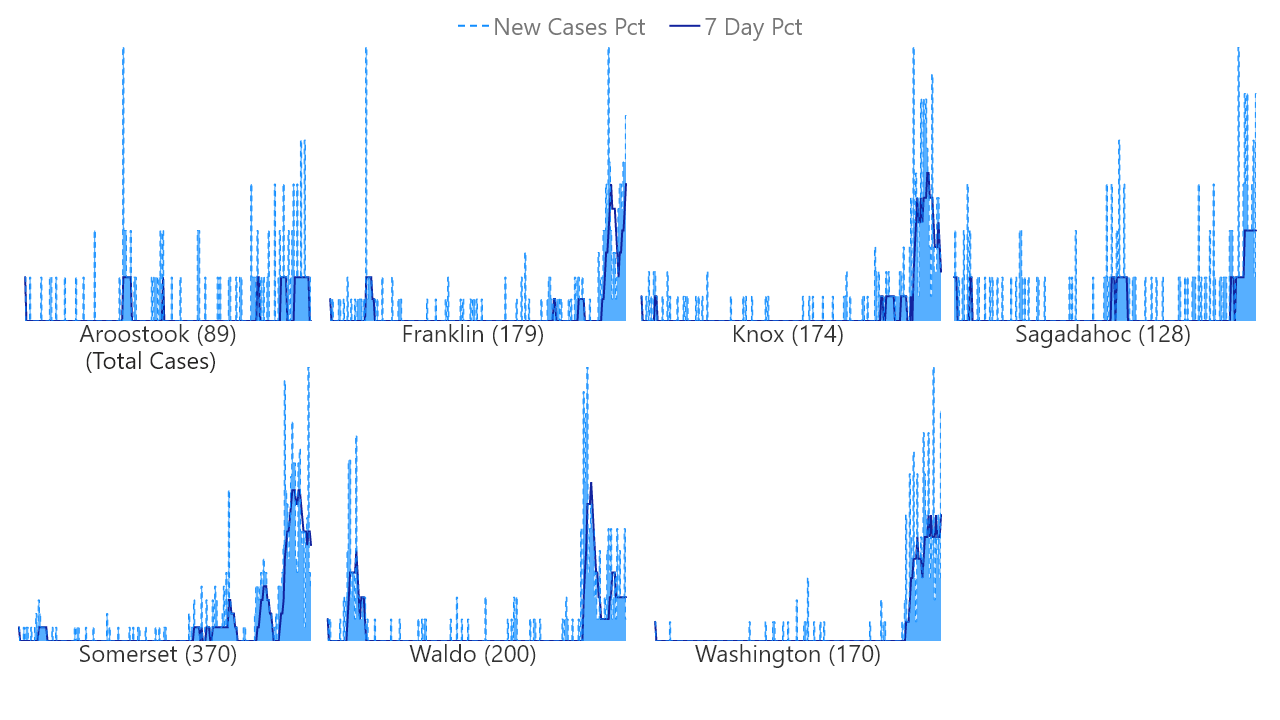 New Cases Pct 7 Day Pct
Aroostook (89)
(Total Cases)
Franklin (179)
Knox (174)
Sagadahoc (128)
Somerset (370)
Waldo (200)
Washington (170)